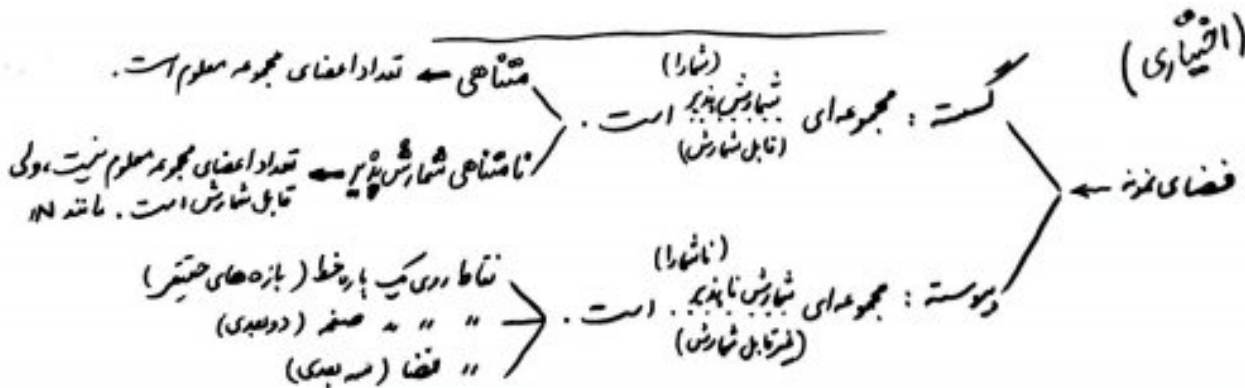 (اختیاری)
فضای نمونه ←
گسسته : مجموعه‌ای شمارش پذیر است .
(شمارا)
(قابل شمارش)
متناهی ← تعداد اعضای مجموعه معلوم است.
نامتناهی شمارش پذیر ← تعداد اعضای مجموعه معلوم نیست، ولی
قابل شمارش است . مانند ℕ
پیوسته : مجموعه‌ای شمارش ناپذیر است .
(ناشمارا)
(غیرقابل شمارش)
نقاط روی یک پاره خط (بازه های حقیقی)
" " " صفحه (دوبعدی)
" فضا (سه بعدی)